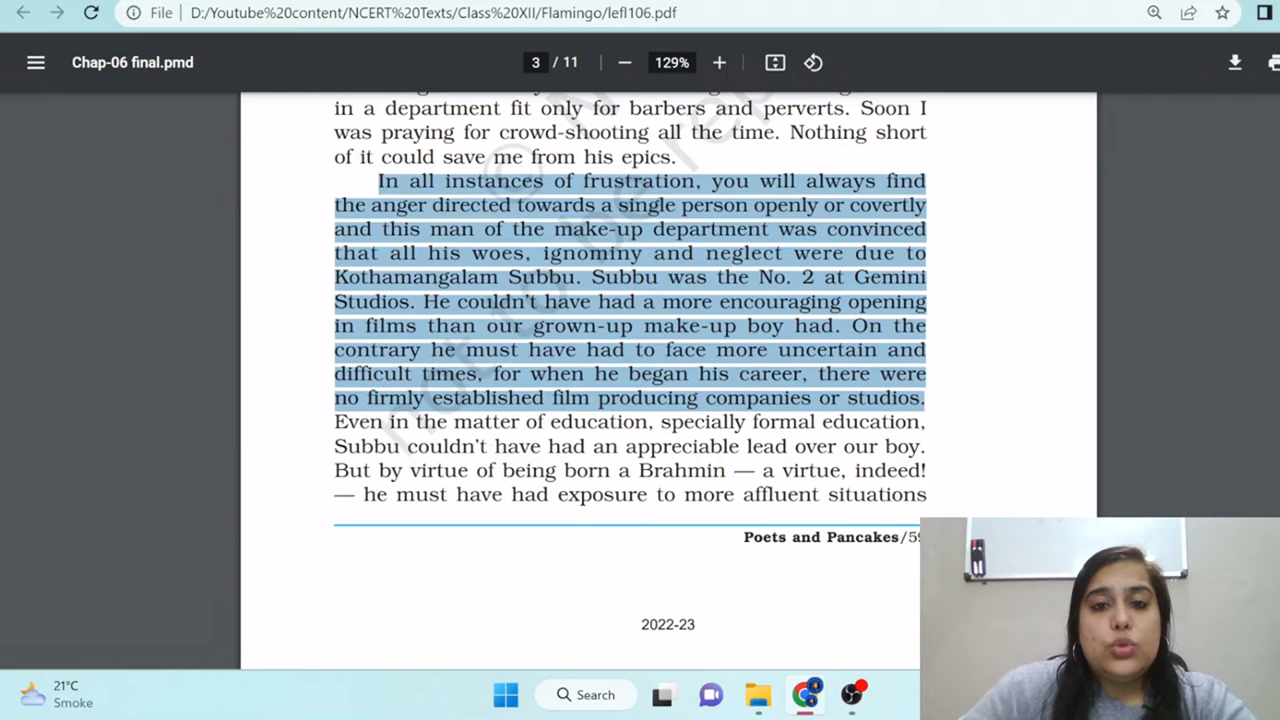 File D:/Youtube%20content/NCERT%20Texts/Class%20XII/Flamingo/lefl106.pdf
Chap-06 final.pmd 3 / 11 129%
in a department fit only for barbers and perverts. Soon I
was praying for crowd-shooting all the time. Nothing short
of it could save me from his epics.
In all instances of frustration, you will always find
the anger directed towards a single person openly or covertly
and this man of the make-up department was convinced
that all his woes, ignominy and neglect were due to
Kothamangalam Subbu. Subbu was the No. 2 at Gemini
Studios. He couldn't have had a more encouraging opening
in films than our grown-up make-up boy had. On the
contrary he must have had to face more uncertain and
difficult times, for when he began his career, there were
no firmly established film producing companies or studios.
Even in the matter of education, specially formal education,
Subbu couldn't have had an appreciable lead over our boy.
But by virtue of being born a Brahmin — a virtue, indeed!
— he must have had exposure to more affluent situations
Poets and Pancakes/59
2022-23
21°C
Smoke
Search